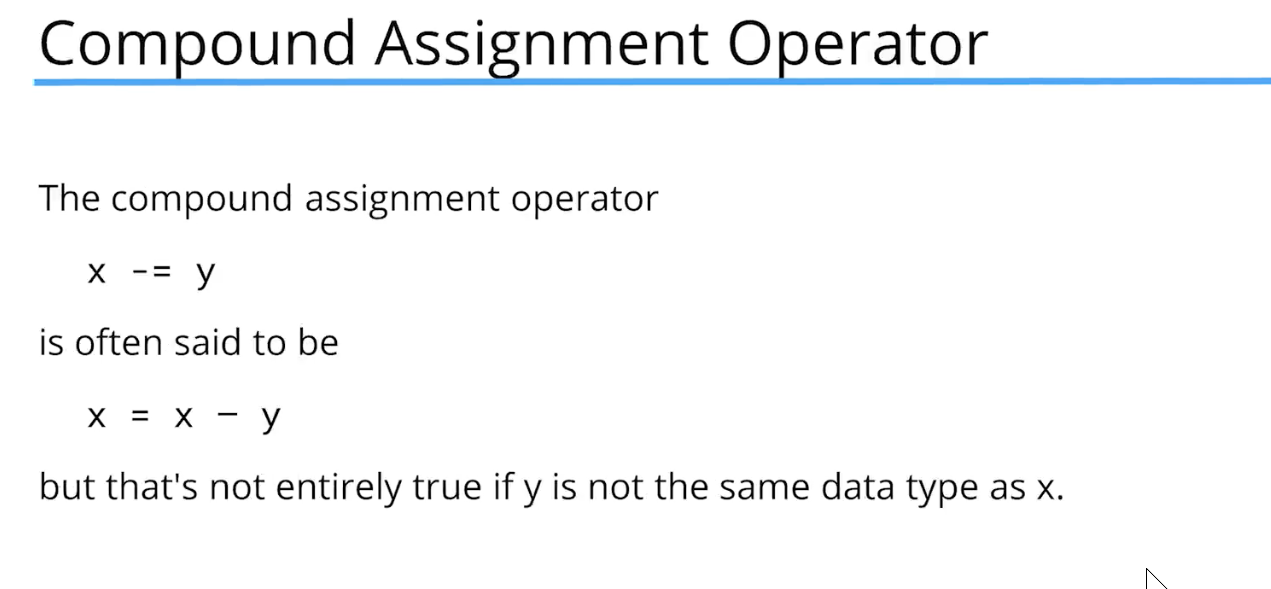 Compound Assignment Operator
The compound assignment operator
x -= y
is often said to be
x = x − y
but that's not entirely true if y is not the same data type as x.